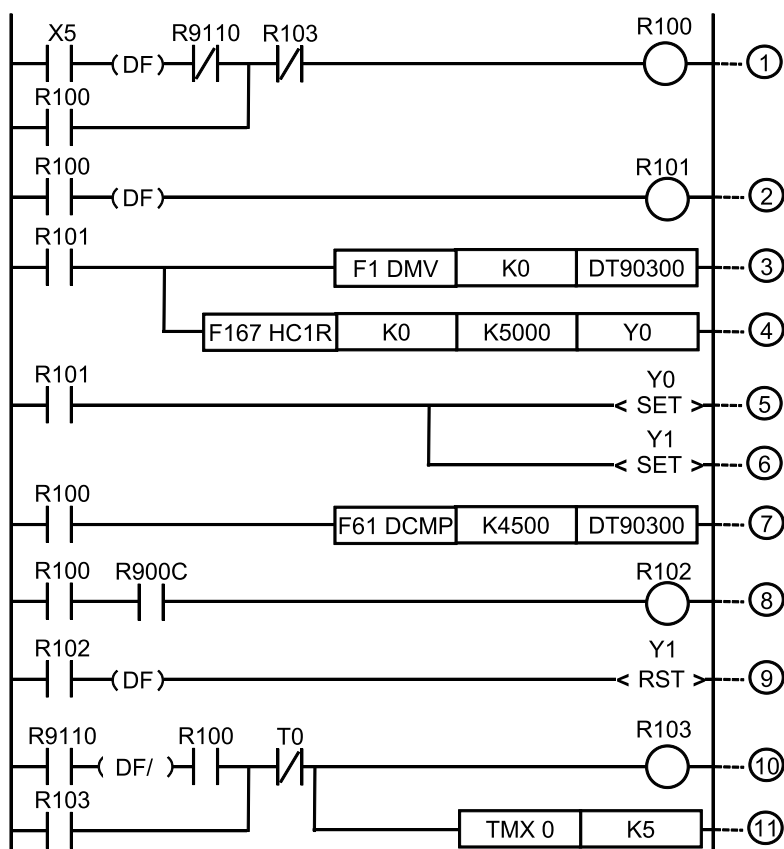 X5 R9110 R103 R100
( DF ) 1
R100
R100 R101
( DF ) 2
R101
F1 DMV K0 DT90300 3
F167 HC1R K0 K5000 Y0 4
R101 Y0
< SET > 5
Y1
< SET > 6
R100
F61 DCMP K4500 DT90300 7
R100 R900C R102
8
R102 Y1
( DF ) < RST > 9
R9110 R100 T0 R103
( DF/ ) 10
R103
TMX 0 K5 11